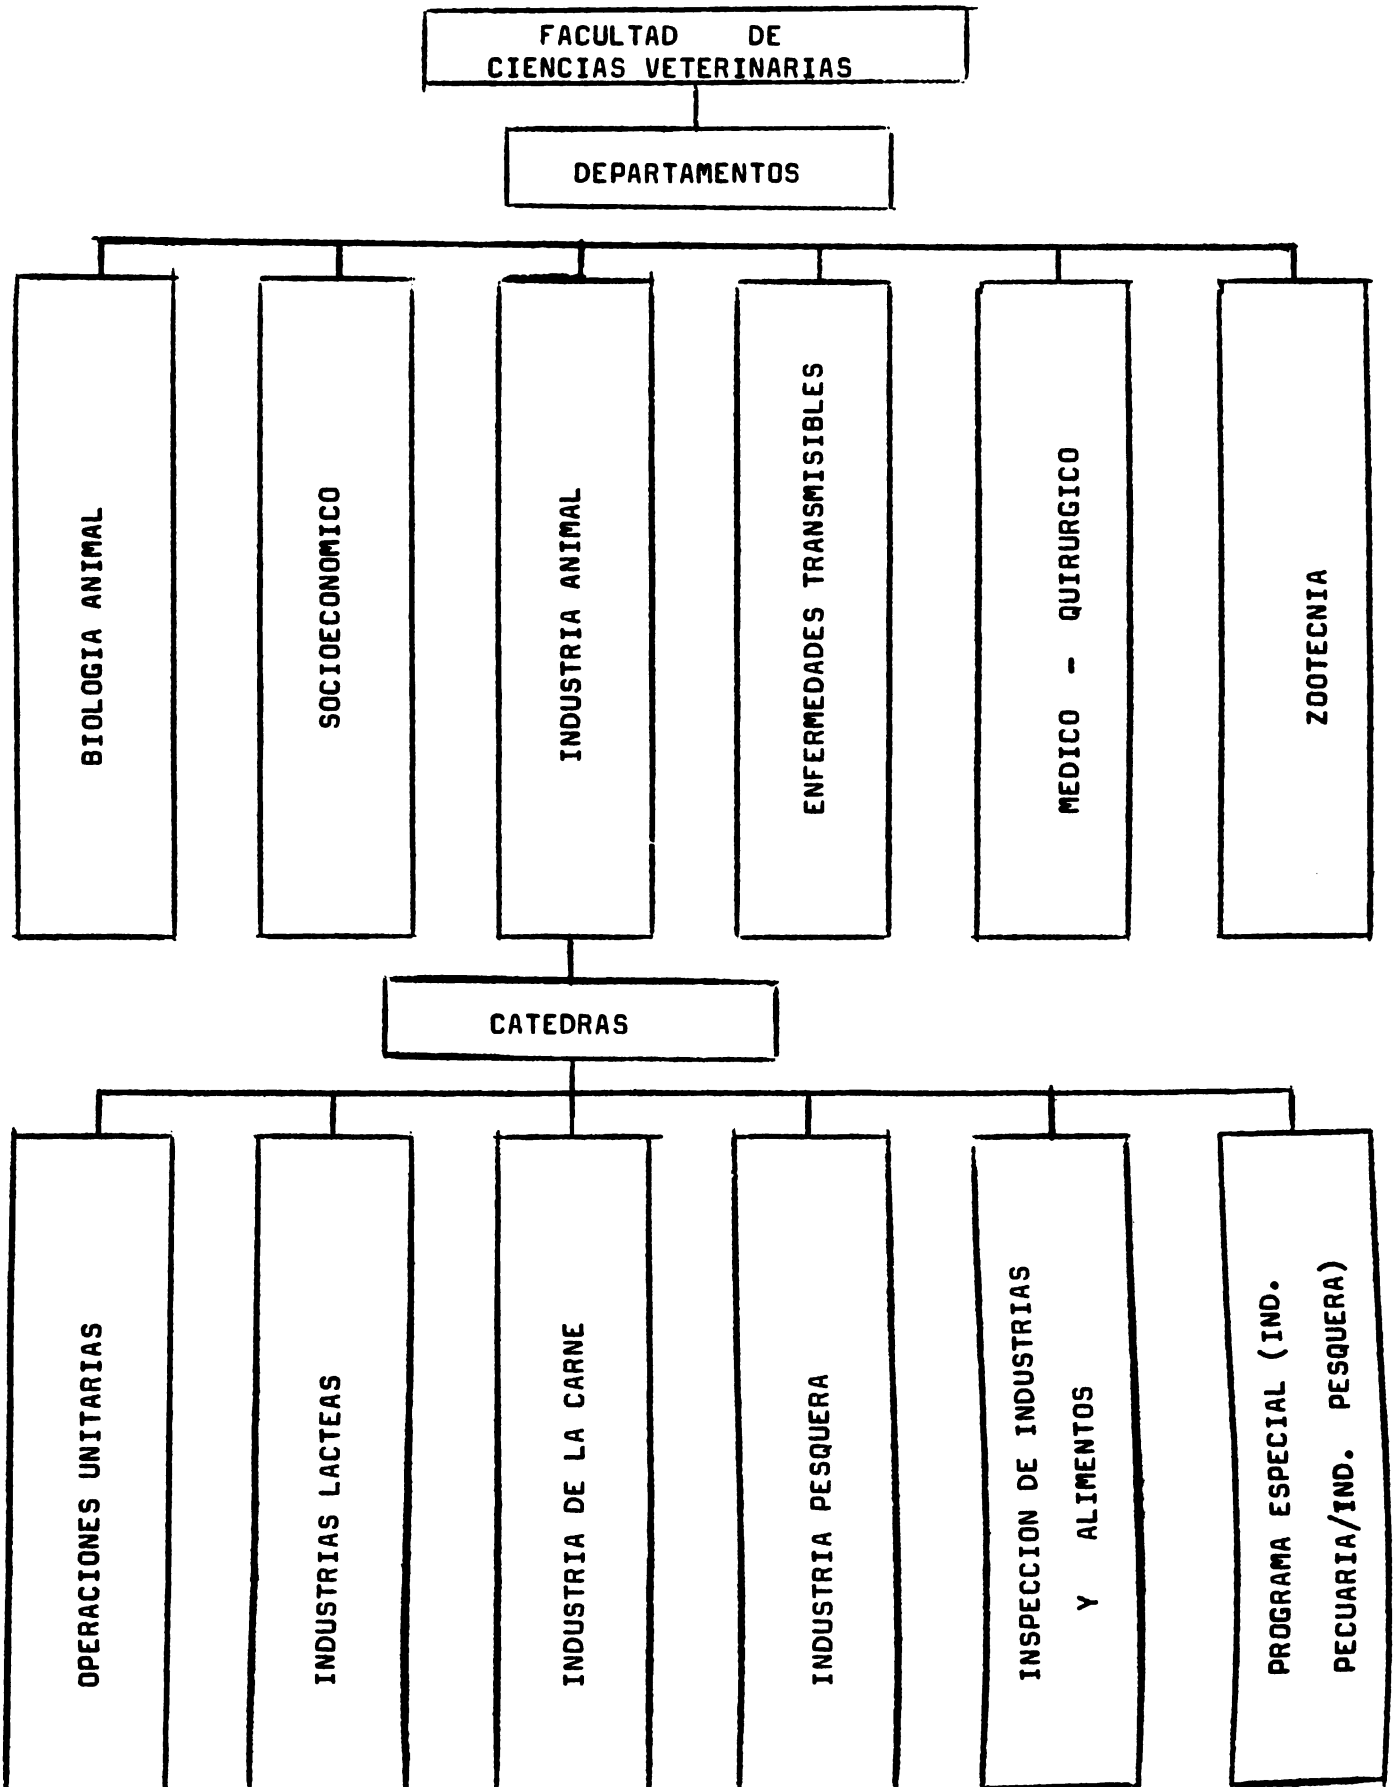 FACULTAD DE
CIENCIAS VETERINARIAS
DEPARTAMENTOS
BIOLOGIA ANIMAL
SOCIOECONOMICO
INDUSTRIA ANIMAL
ENFERMEDADES TRANSMISIBLES
MEDICO - QUIRURGICO
ZOOTECNIA
CATEDRAS
OPERACIONES UNITARIAS
INDUSTRIAS LACTEAS
INDUSTRIA DE LA CARNE
INDUSTRIA PESQUERA
INSPECCION DE INDUSTRIAS
Y ALIMENTOS
PROGRAMA ESPECIAL (IND.
PECUARIA/IND. PESQUERA)